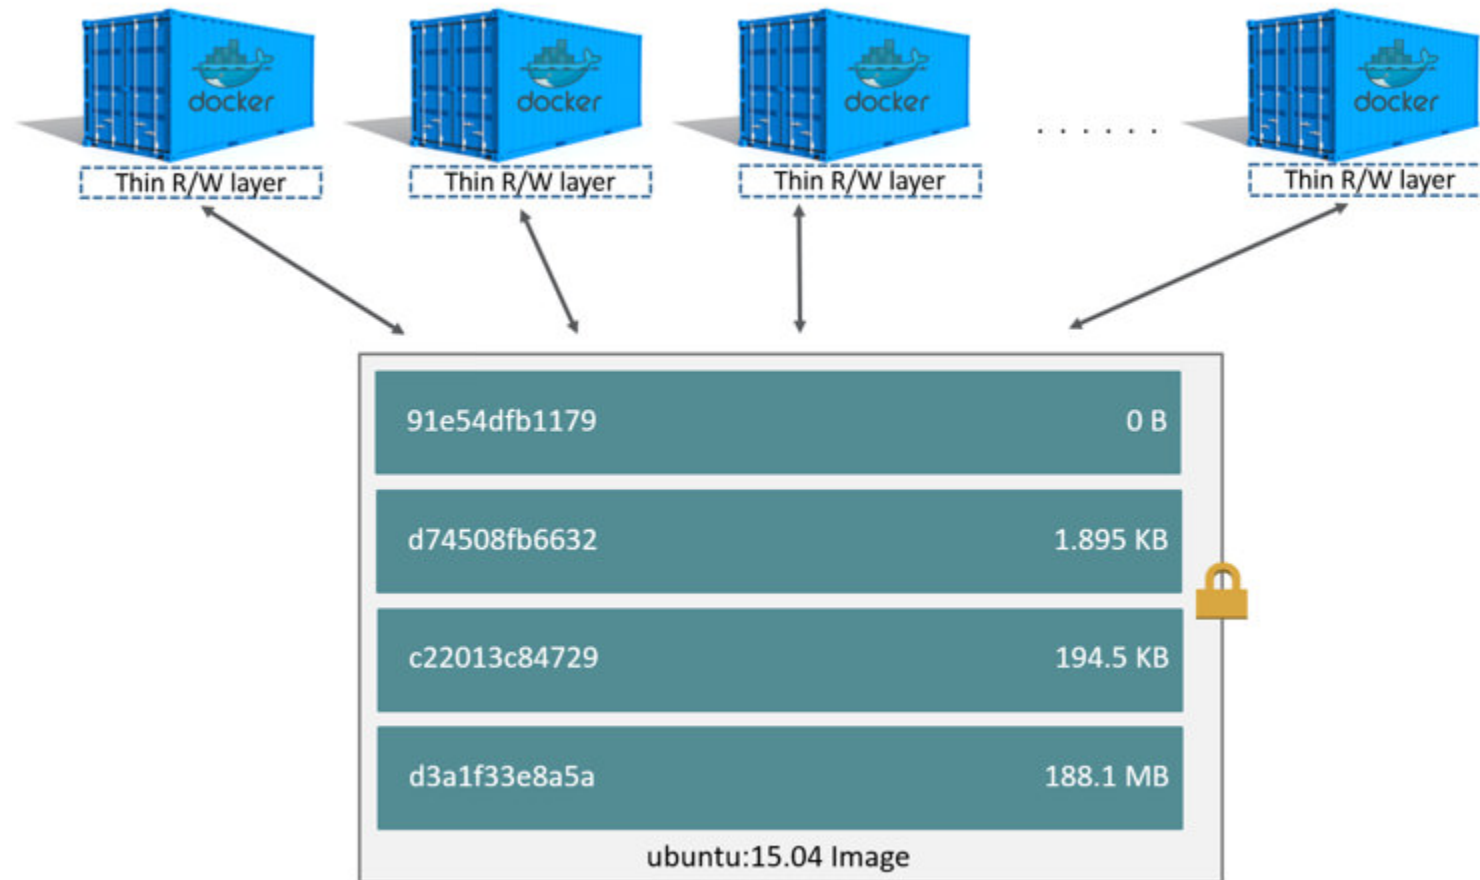 docker
docker
docker
docker
Thin R/W layer
Thin R/W layer
Thin R/W layer
. . . . . .
Thin R/W layer
91e54dfb1179 0 B
d74508fb6632 1.895 KB
c22013c84729 194.5 KB
d3a1f33e8a5a 188.1 MB
ubuntu:15.04 Image